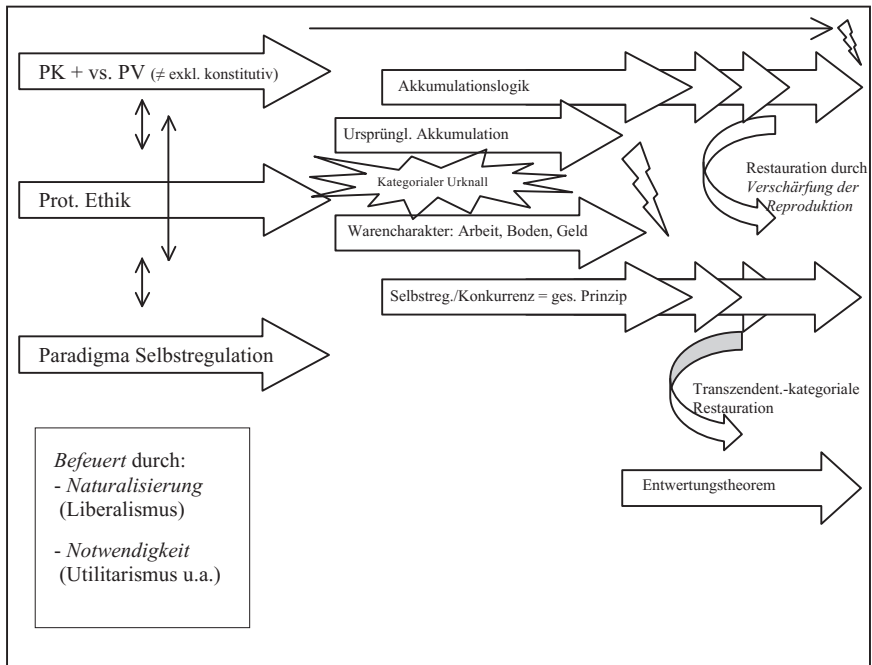 PK + vs. PV (≠ exkl. konstitutiv)
Akkumulationslogik
Ursprüngl. Akkumulation
Kategorialer Urknall
Restauration durch
Verschärfung der
Reproduktion
Prot. Ethik
Warencharakter: Arbeit, Boden, Geld
Selbstreg./Konkurrenz = ges. Prinzip
Paradigma Selbstregulation
Transzendent.-kategoriale
Restauration
Befeuert durch:
- Naturalisierung
(Liberalismus)
- Notwendigkeit
(Utilitarismus u.a.)
Entwertungstheorem